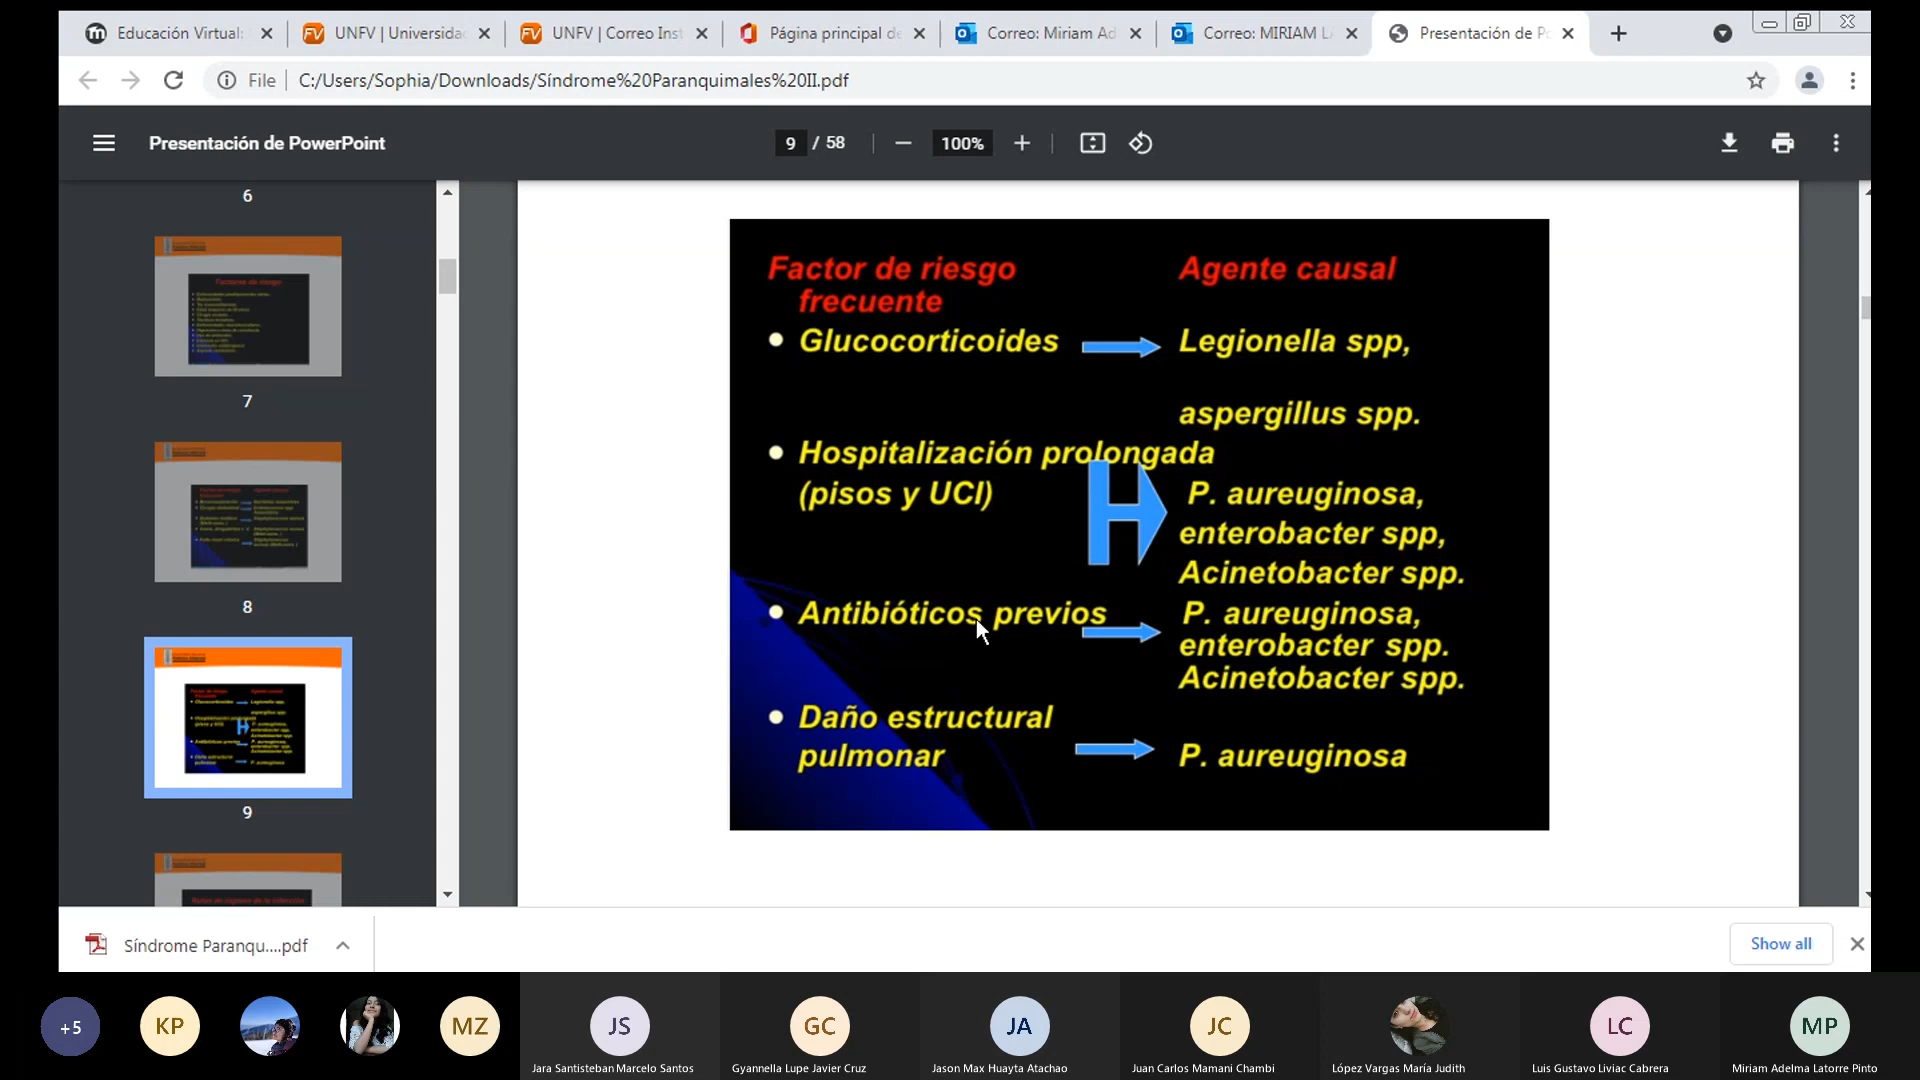 Educación Virtual:
UNFV | Universida
UNFV | Correo Inst
Página principal de
Correo: Miriam Ad
Correo: MIRIAM LA
Presentación de Po
File
C:/Users/Sophia/Downloads/Síndrome%20Paranquimales%20II.pdf
Presentación de PowerPoint
9 / 58
100%
6
7
8
9
Factor de riesgo
frecuente
Agente causal
Glucocorticoides
Legionella spp,
aspergillus spp.
Hospitalización prolongada
(pisos y UCI)
P. aureuginosa,
enterobacter spp,
Acinetobacter spp.
Antibióticos previos
P. aureuginosa,
enterobacter spp.
Acinetobacter spp.
Daño estructural
pulmonar
P. aureuginosa
Síndrome Paranqu....pdf
Show all
+5
KP
MZ
JS
GC
JA
JC
LC
MP
Jara Santisteban Marcelo Santos
Gyannella Lupe Javier Cruz
Jason Max Huayta Atachao
Juan Carlos Mamani Chambi
López Vargas María Judith
Luis Gustavo Liviac Cabrera
Miriam Adelma Latorre Pinto